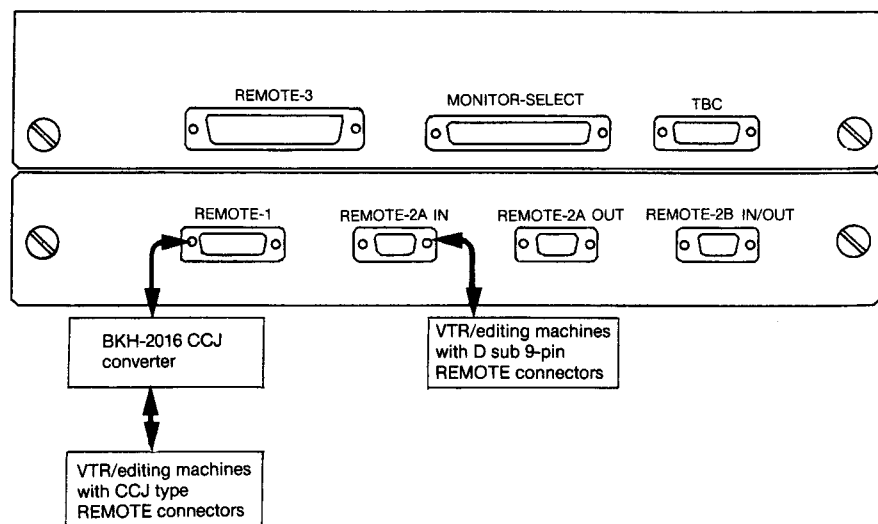 REMOTE-3
MONITOR-SELECT
TBC
REMOTE-1
REMOTE-2A IN
REMOTE-2A OUT
REMOTE-2B IN/OUT
BKH-2016 CCJ
converter
VTR/editing machines
with D sub 9-pin
REMOTE connectors
VTR/editing machines
with CCJ type
REMOTE connectors